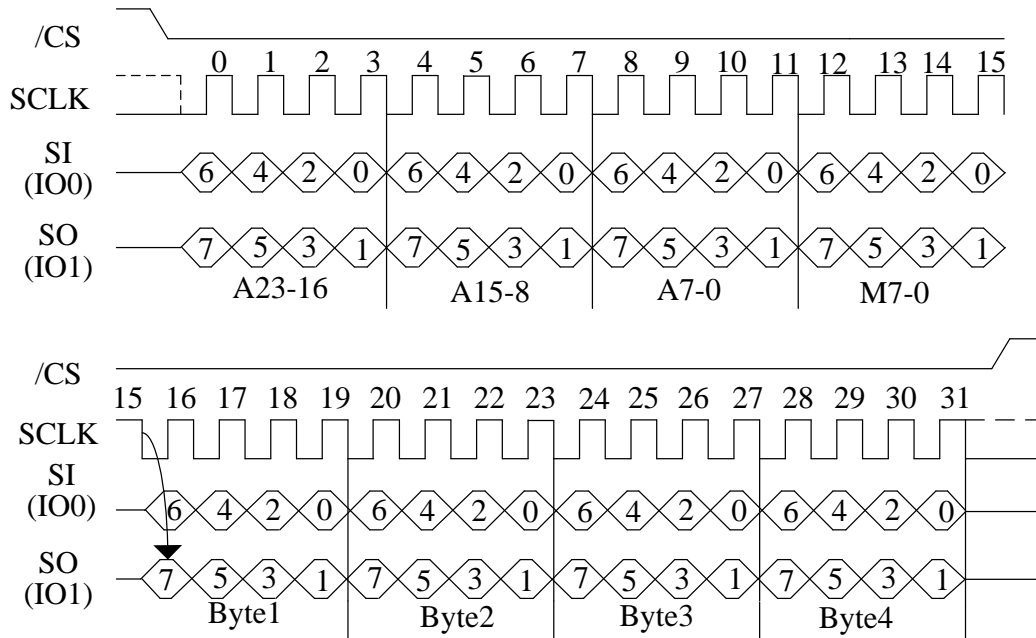 /CS
0 1 2 3 4 5 6 7 8 9 10 11 12 13 14 15
SCLK
SI
(IO0)
6 4 2 0 6 4 2 0 6 4 2 0 6 4 2 0
SO
(IO1)
7 5 3 1 7 5 3 1 7 5 3 1 7 5 3 1
A23-16 A15-8 A7-0 M7-0
/CS
15 16 17 18 19 20 21 22 23 24 25 26 27 28 29 30 31
SCLK
SI
(IO0)
6 4 2 0 6 4 2 0 6 4 2 0 6 4 2 0
SO
(IO1)
7 5 3 1 7 5 3 1 7 5 3 1 7 5 3 1
Byte1 Byte2 Byte3 Byte4